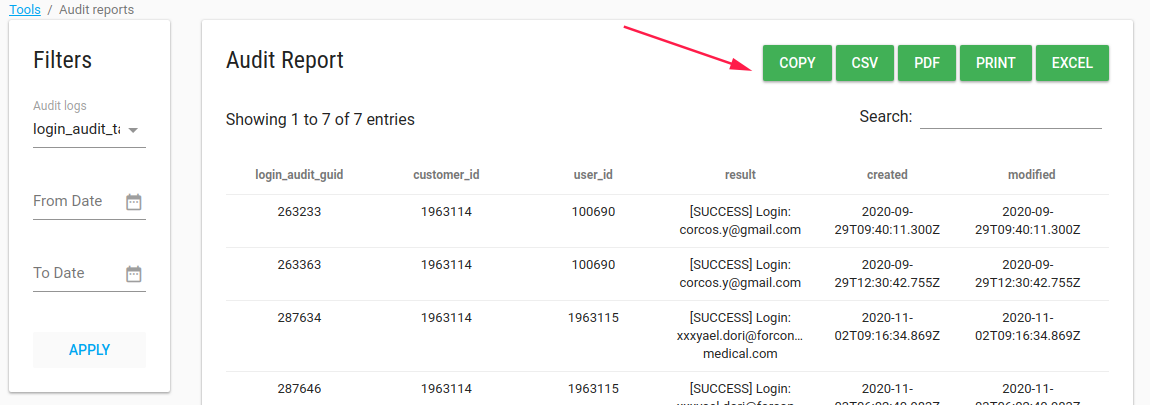 Tools / Audit reports
Filters
Audit logs
login_audit_ta
From Date
To Date
APPLY
Audit Report
COPY CSV PDF PRINT EXCEL
Showing 1 to 7 of 7 entries
Search:
login_audit_guid customer_id user_id result created modified
263233 1963114 100690 [SUCCESS] Login: 2020-09- 2020-09-
corcos.y@gmail.com 29T09:40:11.300Z 29T09:40:11.300Z
263363 1963114 100690 [SUCCESS] Login: 2020-09- 2020-09-
corcos.y@gmail.com 29T12:30:42.755Z 29T12:30:42.755Z
287634 1963114 1963115 [SUCCESS] Login: 2020-11- 2020-11-
xxxyael.dori@forcon... 02T09:16:34.869Z 02T09:16:34.869Z
medical.com
287646 1963114 1963115 [SUCCESS] Login: 2020-11- 2020-11-